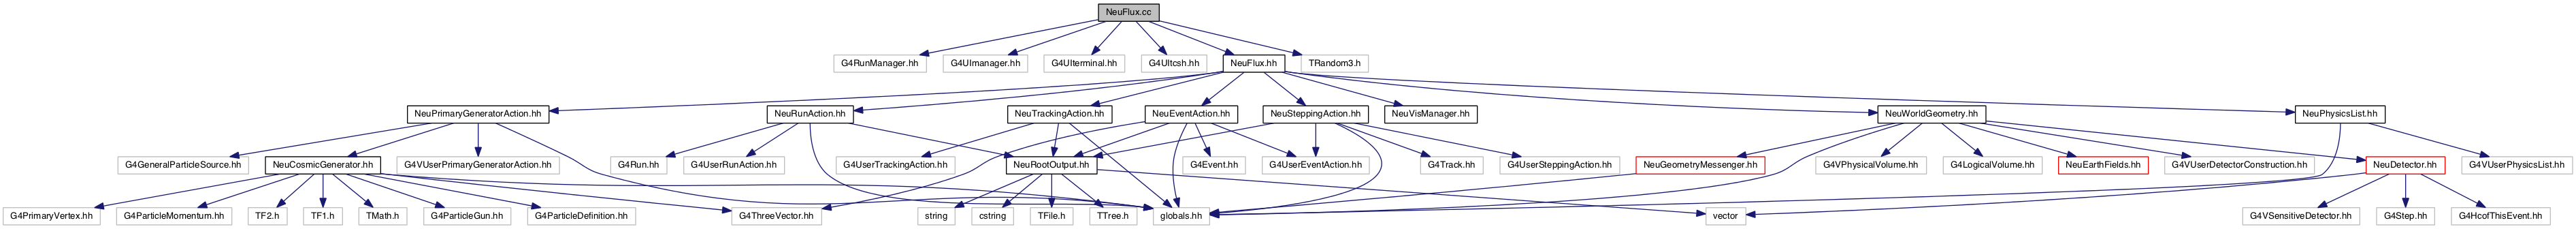 NeuFlux.cc
G4RunManager.hh
G4UImanager.hh
G4UIterminal.hh
G4UItcsh.hh
NeuFlux.hh
TRandom3.h
NeuPrimaryGeneratorAction.hh
NeuRunAction.hh
NeuTrackingAction.hh
NeuEventAction.hh
NeuSteppingAction.hh
NeuVisManager.hh
NeuWorldGeometry.hh
NeuPhysicsList.hh
G4GeneralParticleSource.hh
NeuCosmicGenerator.hh
G4VUserPrimaryGeneratorAction.hh
G4Run.hh
G4UserRunAction.hh
G4UserTrackingAction.hh
NeuRootOutput.hh
G4Event.hh
G4UserEventAction.hh
G4Track.hh
G4UserSteppingAction.hh
NeuGeometryMessenger.hh
G4VPhysicalVolume.hh
G4LogicalVolume.hh
NeuEarthFields.hh
G4VUserDetectorConstruction.hh
NeuDetector.hh
G4VUserPhysicsList.hh
G4PrimaryVertex.hh
G4ParticleMomentum.hh
TF2.h
TF1.h
TMath.h
G4ParticleGun.hh
G4ParticleDefinition.hh
G4ThreeVector.hh
string
cstring
TFile.h
TTree.h
globals.hh
vector
G4VSensitiveDetector.hh
G4Step.hh
G4HcofThisEvent.hh